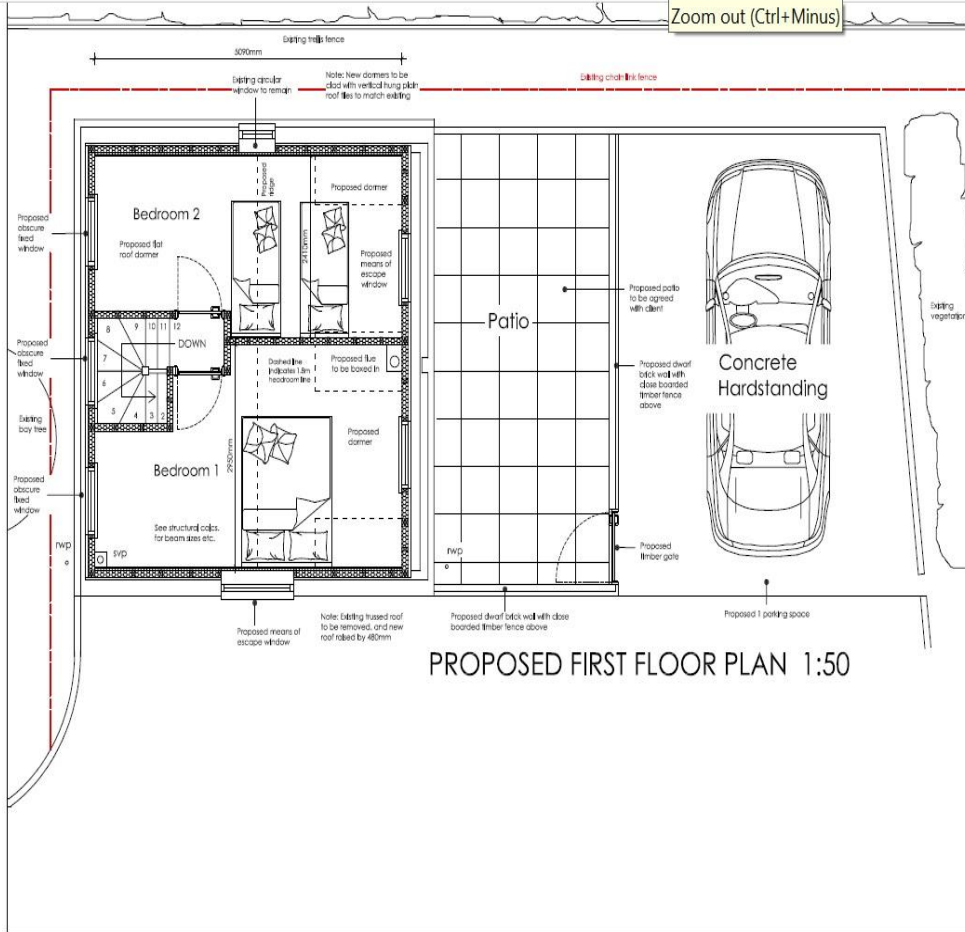 Zoom out (Ctrl+Minus)
Existing trellis fence
5090mm
Existing circular
window to remain
Note: New dormers to be
clad with vertical hung plain
roof tiles to match existing
Existing chain link fence
Proposed
obscure
fixed
window
Bedroom 2
Proposed flat
roof dormer
Proposed
ridge
Proposed dormer
2410mm
Proposed
means of
escape
window
Patio
Proposed patio
to be agreed
with client
Existing
vegetation
Proposed
obscure
fixed
window
8
9
10
11
12
7
6
5
4
3
2
DOWN
Dashed line
indicates 1.8m
headroom line
Proposed flue
to be boxed in
Proposed dwarf
brick wall with
close boarded
timber fence
above
Concrete
Hardstanding
Existing
bay tree
Proposed
dormer
2950mm
Bedroom 1
Proposed
obscure
fixed
window
See structural calcs.
for beam sizes etc.
rwp
svp
rwp
Proposed
timber gate
Proposed means of
escape window
Note: Existing trussed roof
to be removed, and new
roof raised by 480mm
Proposed dwarf brick wall with close
boarded timber fence above
Proposed 1 parking space
PROPOSED FIRST FLOOR PLAN 1:50